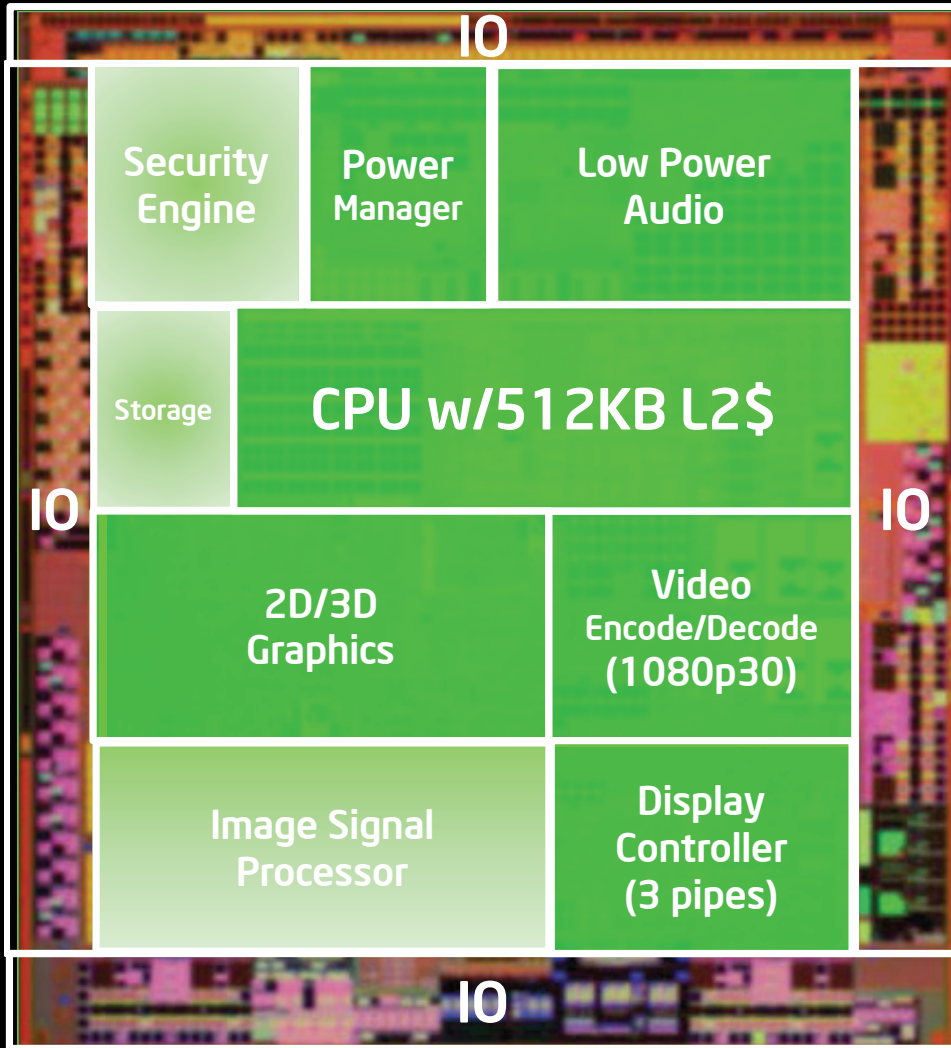 IO
Security
Engine
Power
Manager
Low Power
Audio
Storage
CPU w/512KB L2$
IO
IO
2D/3D
Graphics
Video
Encode/Decode
(1080p30)
Image Signal
Processor
Display
Controller
(3 pipes)
IO